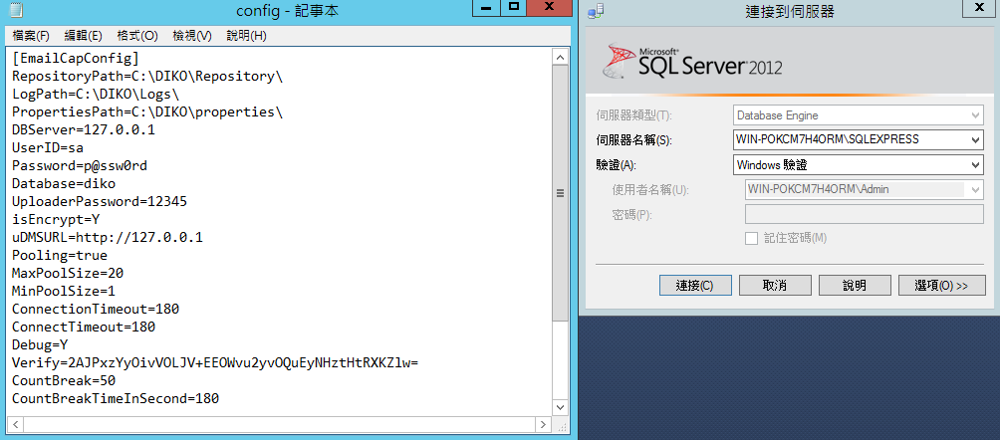 config - 記事本
檔案(F) 編輯(E) 格式(O) 檢視(V) 說明(H)
[EmailCapConfig]
RepositoryPath=C:\DIKO\Repository\
LogPath=C:\DIKO\Logs\
PropertiesPath=C:\DIKO\properties\
DBServer=127.0.0.1
UserID=sa
Password=p@ssw0rd
Database=diko
UploaderPassword=12345
isEncrypt=Y
uDMSURL=http://127.0.0.1
Pooling=true
MaxPoolSize=20
MinPoolSize=1
ConnectionTimeout=180
ConnectTimeout=180
Debug=Y
Verify=2AJPxzYyOivVOLJV+EEOWvu2yvOQuEyNHztHtRXKZlw=
CountBreak=50
CountBreakTimeInSecond=180
連接到伺服器
Microsoft®
SQL Server® 2012
伺服器類型(T): Database Engine
伺服器名稱(S): WIN-POKCM7H4ORM\SQLEXPRESS
驗證(A): Windows 驗證
使用者名稱(U): WIN-POKCM7H4ORM\Admin
密碼(P):
記住密碼(M)
連接(C) 取消 說明 選項(O) >>